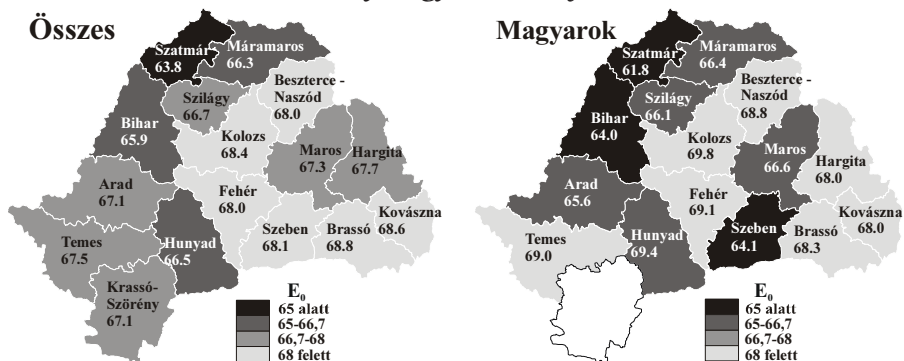 Összes
Szatmár
63.8
Máramaros
66.3
Szilágy
66.7
Beszterce -
Naszód
68.0
Bihar
65.9
Kolozs
68.4
Maros
67.3
Hargita
67.7
Arad
67.1
Fehér
68.0
Szeben
68.1
Brassó
68.8
Kovászna
68.6
Temes
67.5
Hunyad
66.5
Krassó-
Szörény
67.1
E₀
65 alatt
65-66,7
66,7-68
68 felett
Magyarok
Szatmár
61.8
Máramaros
66.4
Szilágy
66.1
Beszterce -
Naszód
68.8
Bihar
64.0
Kolozs
69.8
Maros
66.6
Hargita
68.0
Arad
65.6
Fehér
69.1
Szeben
64.1
Brassó
68.3
Kovászna
68.0
Temes
69.0
Hunyad
69.4
E₀
65 alatt
65-66,7
66,7-68
68 felett